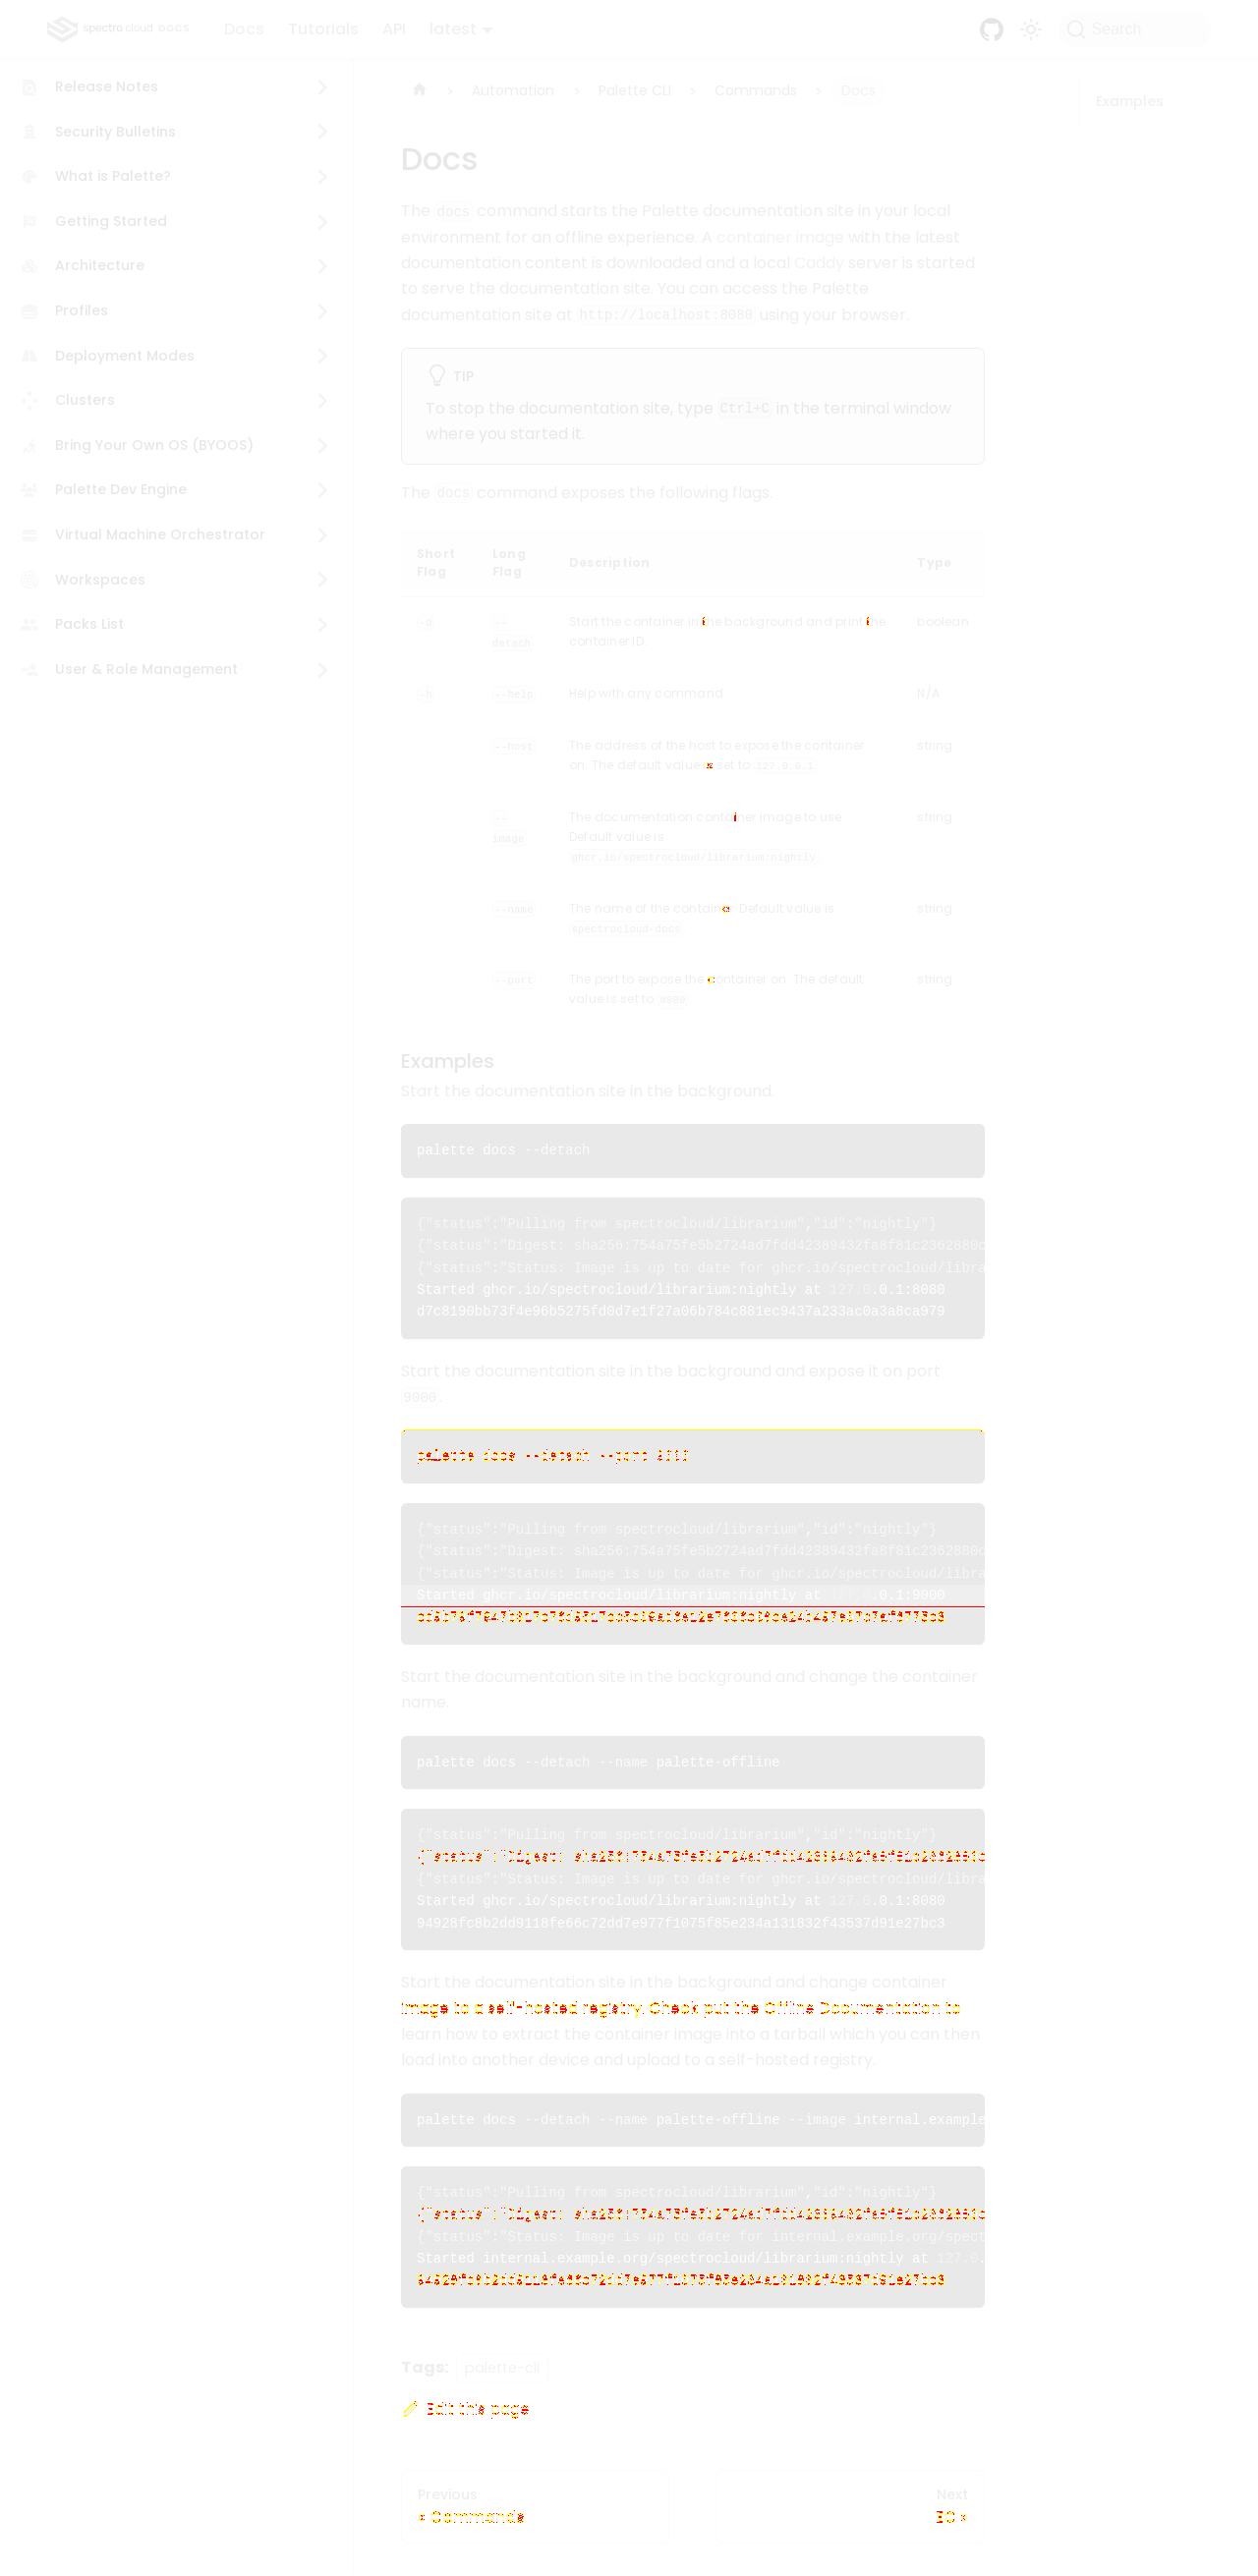 spectro cloud DOCS Docs Tutorials API latest Search
Release Notes
Security Bulletins
What is Palette?
Getting Started
Architecture
Profiles
Deployment Modes
Clusters
Bring Your Own OS (BYOOS)
Palette Dev Engine
Virtual Machine Orchestrator
Workspaces
Packs List
User & Role Management
Automation Palette CLI Commands Docs
Examples
Docs
The docs command starts the Palette documentation site in your local
environment for an offline experience. A container image with the latest
documentation content is downloaded and a local Caddy server is started
to serve the documentation site. You can access the Palette
documentation site at http://localhost:8080 using your browser.
TIP
To stop the documentation site, type Ctrl+C in the terminal window
where you started it.
The docs command exposes the following flags.
Short Flag Long Flag Description Type
-d --detach Start the container in the background and print the boolean
container ID
-h --help Help with any command. N/A
--host The address of the host to expose the container string
on. The default value is set to 127.0.0.1
--image The documentation container image to use. string
Default value is
ghcr.io/spectrocloud/librarium:nightly
--name The name of the container. Default value is string
spectrocloud-docs
--port The port to expose the container on. The default string
value is set to 8080
Examples
Start the documentation site in the background.
palette docs --detach
{"status":"Pulling from spectrocloud/librarium","id":"nightly"}
{"status":"Digest: sha256:754a75fe5b2724ad7fdd42389432fa8f81c2362880d
{"status":"Status: Image is up to date for ghcr.io/spectrocloud/libra
Started ghcr.io/spectrocloud/librarium:nightly at 127.0.0.1:8080
d7c8190bb73f4e96b5275fd0d7e1f27a06b784c881ec9437a233ac0a3a8ca979
Start the documentation site in the background and expose it on port
9000.
palette docs --detach --port
{"status":"Pulling from spectrocloud/librarium","id":"nightly"}
{"status":"Digest: sha256:754a75fe5b2724ad7fdd42389432fa8f81c2362880d
{"status":"Status: Image is up to date for ghcr.io/spectrocloud/libra
Started ghcr.io/spectrocloud/librarium:nightly at 127.0.0.1:9000
Start the documentation site in the background and change the container
name.
palette docs --detach --name palette-offline
{"status":"Pulling from spectrocloud/librarium","id":"nightly"}
{"status":"Digest: sha256:754a75fe5b2724ad7fdd42389432fa8f81c2362880d
{"status":"Status: Image is up to date for ghcr.io/spectrocloud/libra
Started ghcr.io/spectrocloud/librarium:nightly at 127.0.0.1:8080
94928fc8b2dd9118fe66c72dd7e977f1075f85e234a131832f43537d91e27bc3
Start the documentation site in the background and change container
image to a self-hosted registry. Check put the Offline Documentation to
learn how to extract the container image into a tarball which you can then
load into another device and upload to a self-hosted registry.
palette docs --detach --name palette-offline --image internal.example
{"status":"Pulling from spectrocloud/librarium","id":"nightly"}
{"status":"Digest: sha256:754a75fe5b2724ad7fdd42389432fa8f81c2362880d
{"status":"Status: Image is up to date for internal.example.org/spect
Started internal.example.org/spectrocloud/librarium:nightly at 127.0.
94928fc8b2dd9118fe66c72dd7e977f1075f85e234a131832f43537d91e27bc3
Tags: palette-cli
Edit this page
Previous
« Commands
Next
EC »